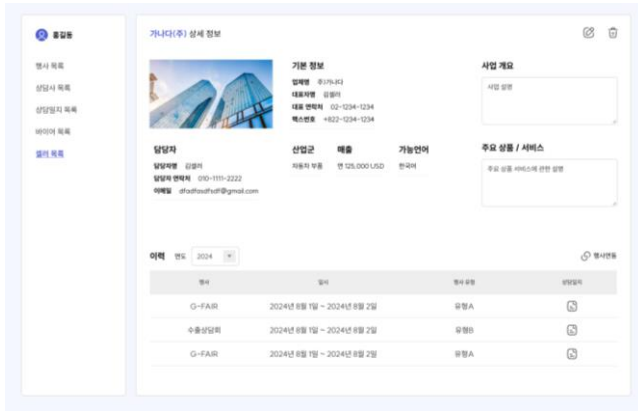 홍길동
행사 목록
상담사 목록
상담일지 목록
바이어 목록
셀러 목록
가나다(주) 상세 정보
기본 정보
업체명 주)가나다
대표자명 김셀러
대표 연락처 02-1234-1234
팩스번호 +822-1234-1234
사업 개요
사업 설명
담당자
담당자명 김셀러
담당자 연락처 010-1111-2222
이메일 dfadfasdfsdf@gmail.com
산업군 매출 가능언어
자동차 부품 연 125,000 USD 한국어
주요 상품 / 서비스
주요 상품 서비스에 관한 설명
이력 연도 2024 행사연동
행사 일시 행사 유형 상담일지
G-FAIR 2024년 8월 1일 ~ 2024년 8월 2일 유형A
수출상담회 2024년 8월 1일 ~ 2024년 8월 2일 유형B
G-FAIR 2024년 8월 1일 ~ 2024년 8월 2일 유형A